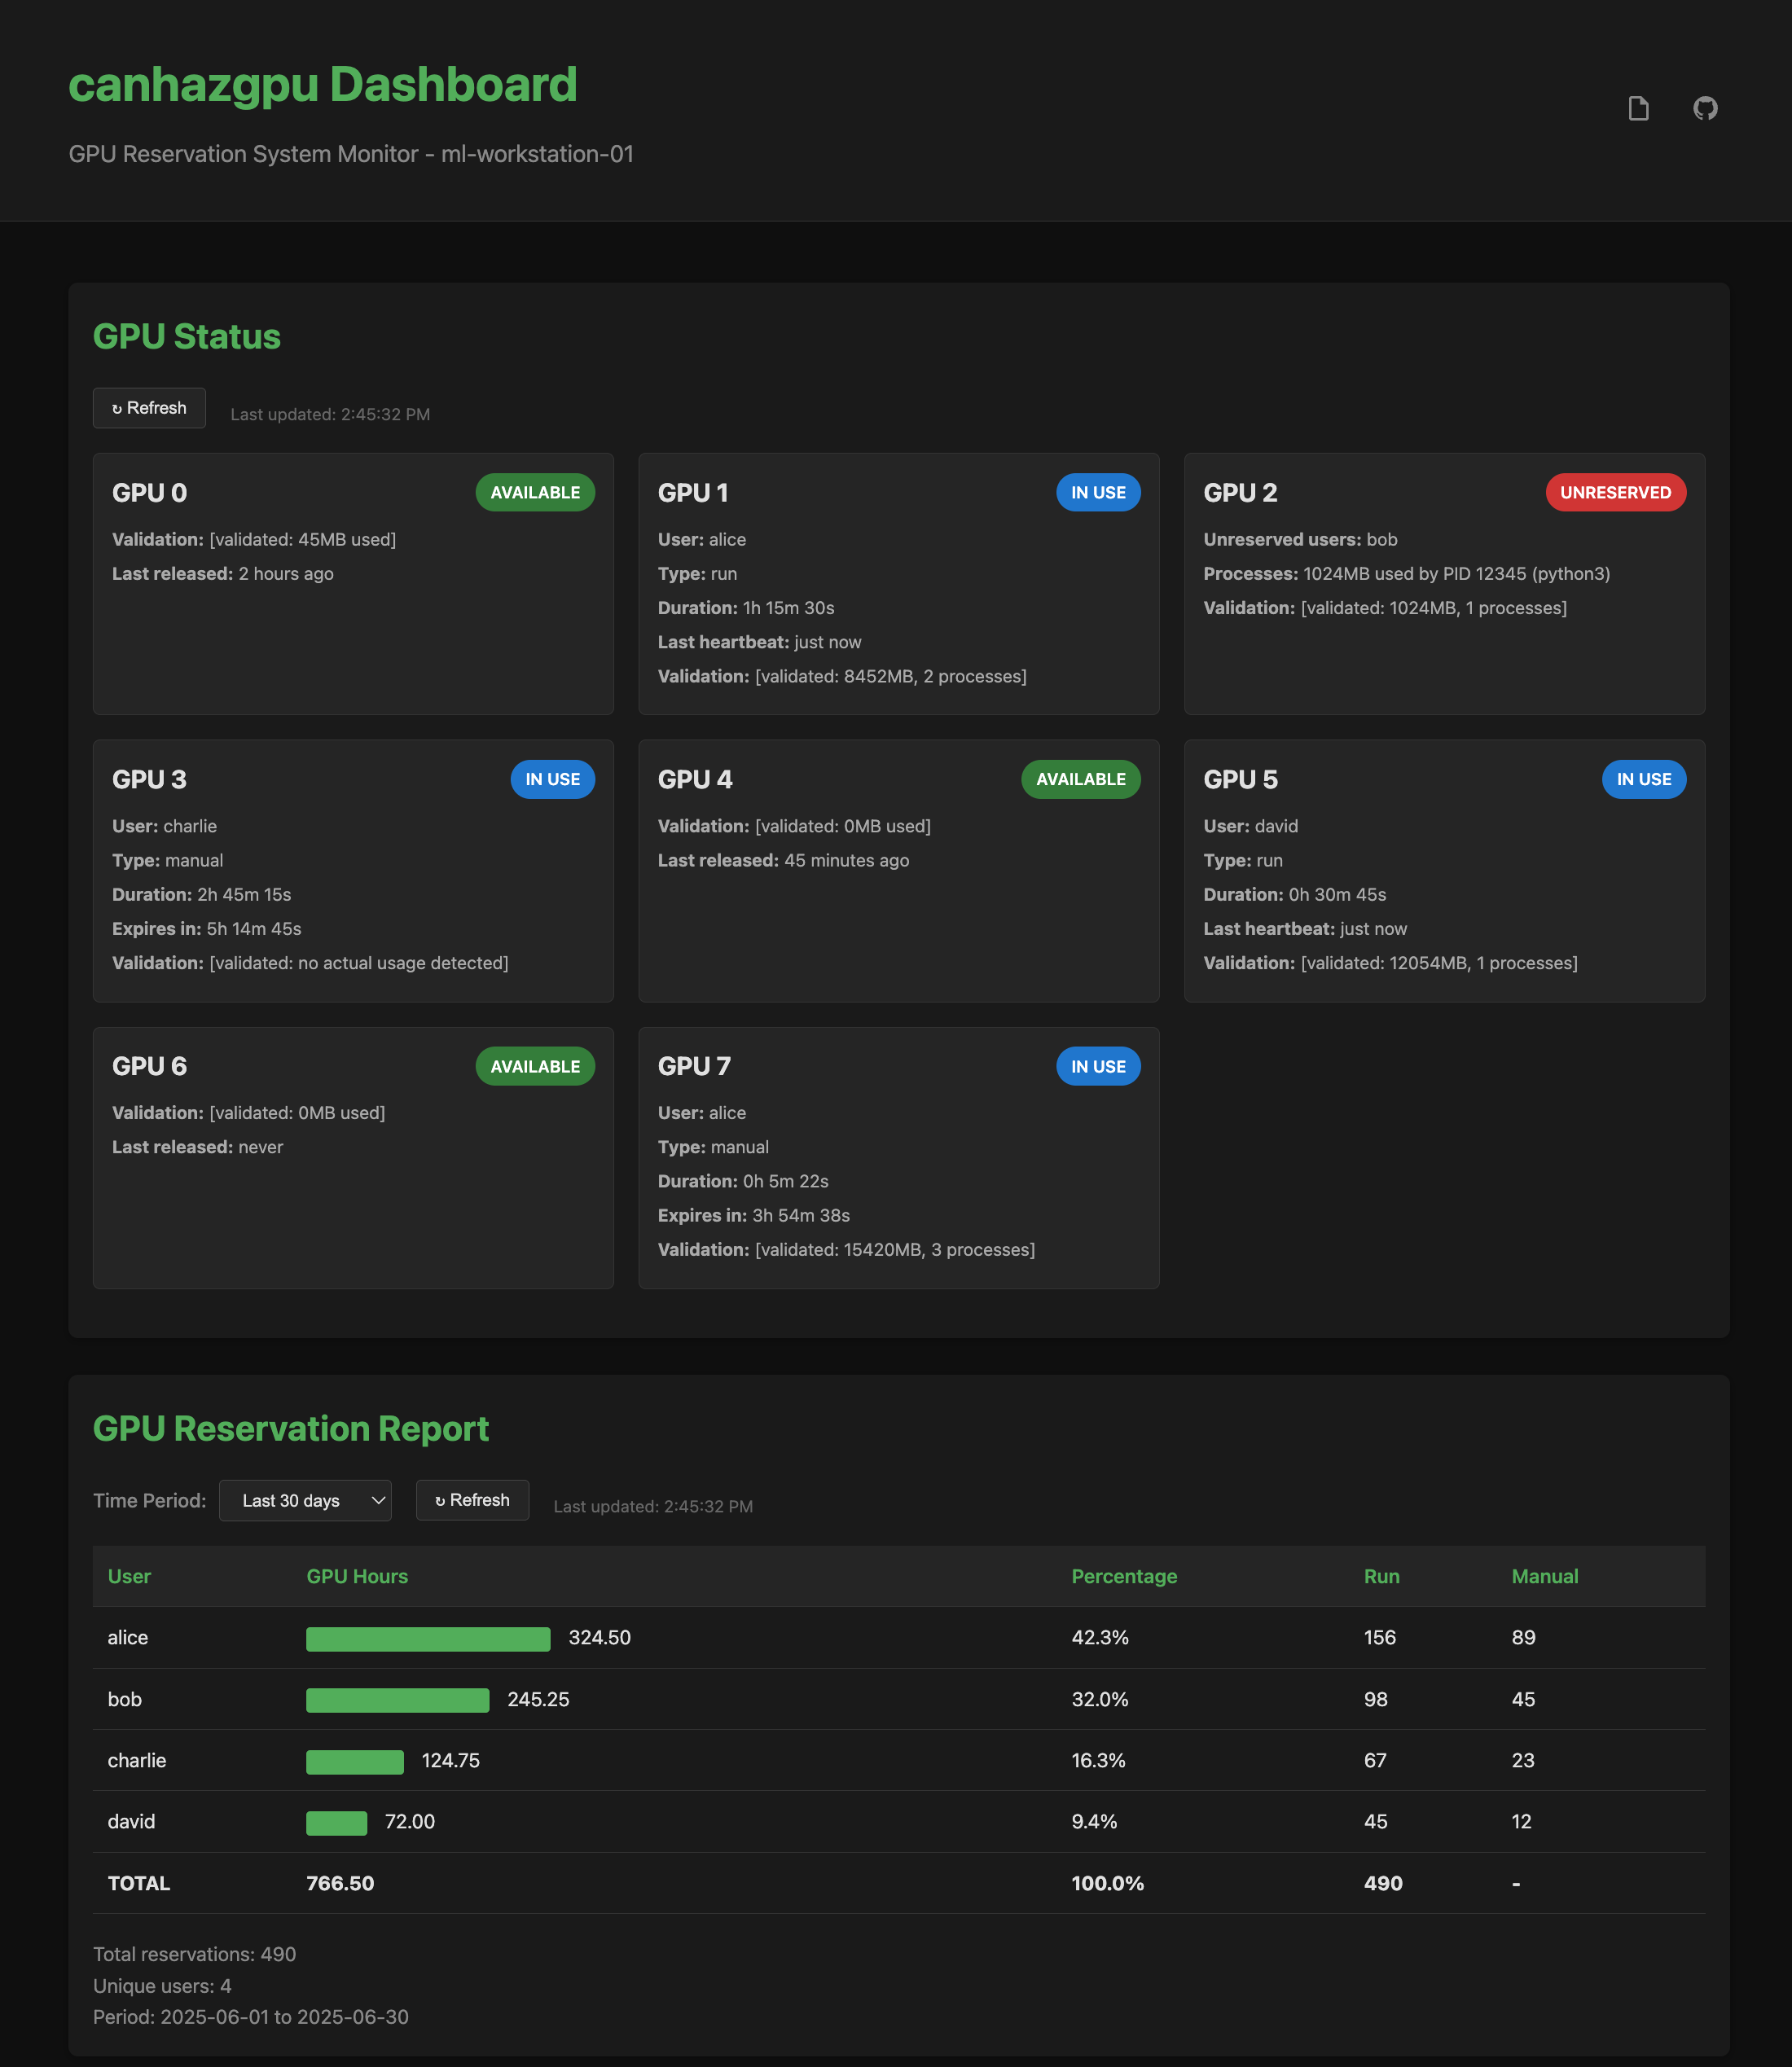 canhazgpu Dashboard
GPU Reservation System Monitor - ml-workstation-01
GPU Status
↻ Refresh
Last updated: 2:45:32 PM
GPU 0
AVAILABLE
Validation: [validated: 45MB used]
Last released: 2 hours ago
GPU 1
IN USE
User: alice
Type: run
Duration: 1h 15m 30s
Last heartbeat: just now
Validation: [validated: 8452MB, 2 processes]
GPU 2
UNRESERVED
Unreserved users: bob
Processes: 1024MB used by PID 12345 (python3)
Validation: [validated: 1024MB, 1 processes]
GPU 3
IN USE
User: charlie
Type: manual
Duration: 2h 45m 15s
Expires in: 5h 14m 45s
Validation: [validated: no actual usage detected]
GPU 4
AVAILABLE
Validation: [validated: 0MB used]
Last released: 45 minutes ago
GPU 5
IN USE
User: david
Type: run
Duration: 0h 30m 45s
Last heartbeat: just now
Validation: [validated: 12054MB, 1 processes]
GPU 6
AVAILABLE
Validation: [validated: 0MB used]
Last released: never
GPU 7
IN USE
User: alice
Type: manual
Duration: 0h 5m 22s
Expires in: 3h 54m 38s
Validation: [validated: 15420MB, 3 processes]
GPU Reservation Report
Time Period: Last 30 days ↻ Refresh Last updated: 2:45:32 PM
User GPU Hours Percentage Run Manual
alice 324.50 42.3% 156 89
bob 245.25 32.0% 98 45
charlie 124.75 16.3% 67 23
david 72.00 9.4% 45 12
TOTAL 766.50 100.0% 490 -
Total reservations: 490
Unique users: 4
Period: 2025-06-01 to 2025-06-30